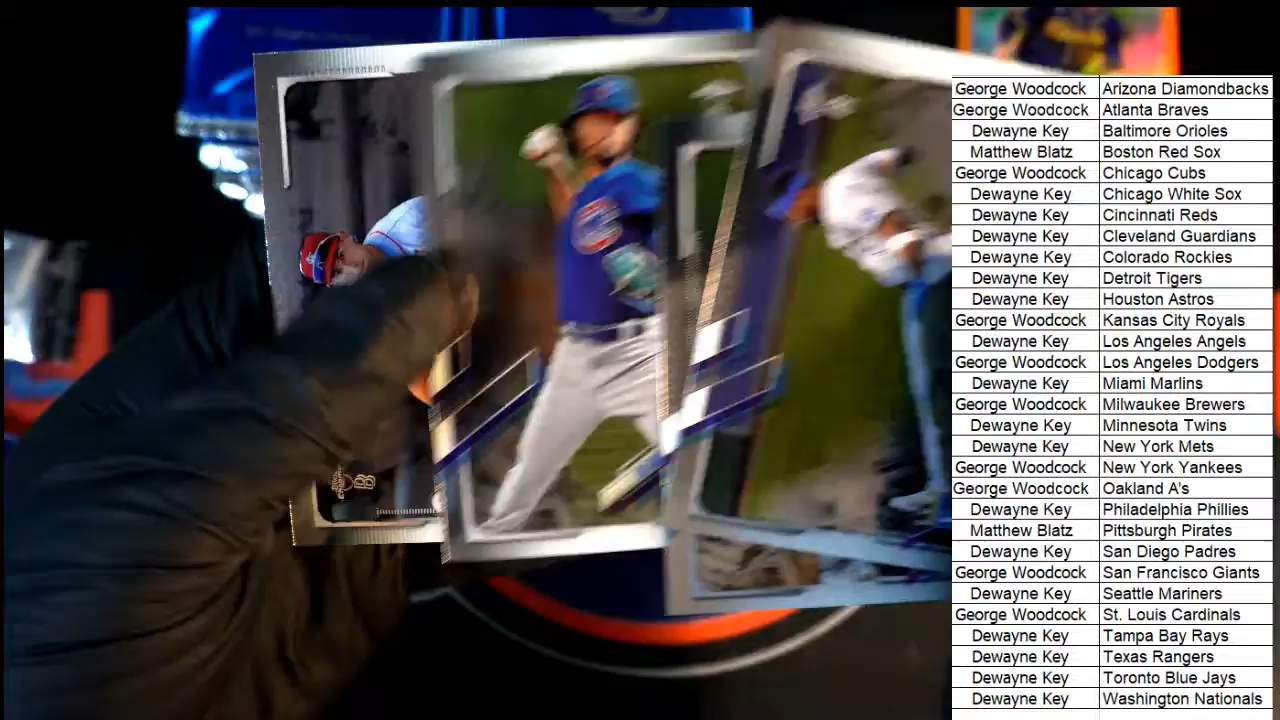 George Woodcock Arizona Diamondbacks
George Woodcock Atlanta Braves
Dewayne Key Baltimore Orioles
Matthew Blatz Boston Red Sox
George Woodcock Chicago Cubs
Dewayne Key Chicago White Sox
Dewayne Key Cincinnati Reds
Dewayne Key Cleveland Guardians
Dewayne Key Colorado Rockies
Dewayne Key Detroit Tigers
Dewayne Key Houston Astros
George Woodcock Kansas City Royals
Dewayne Key Los Angeles Angels
George Woodcock Los Angeles Dodgers
Dewayne Key Miami Marlins
George Woodcock Milwaukee Brewers
Dewayne Key Minnesota Twins
Dewayne Key New York Mets
George Woodcock New York Yankees
George Woodcock Oakland A's
Dewayne Key Philadelphia Phillies
Matthew Blatz Pittsburgh Pirates
Dewayne Key San Diego Padres
George Woodcock San Francisco Giants
Dewayne Key Seattle Mariners
George Woodcock St. Louis Cardinals
Dewayne Key Tampa Bay Rays
Dewayne Key Texas Rangers
Dewayne Key Toronto Blue Jays
Dewayne Key Washington Nationals